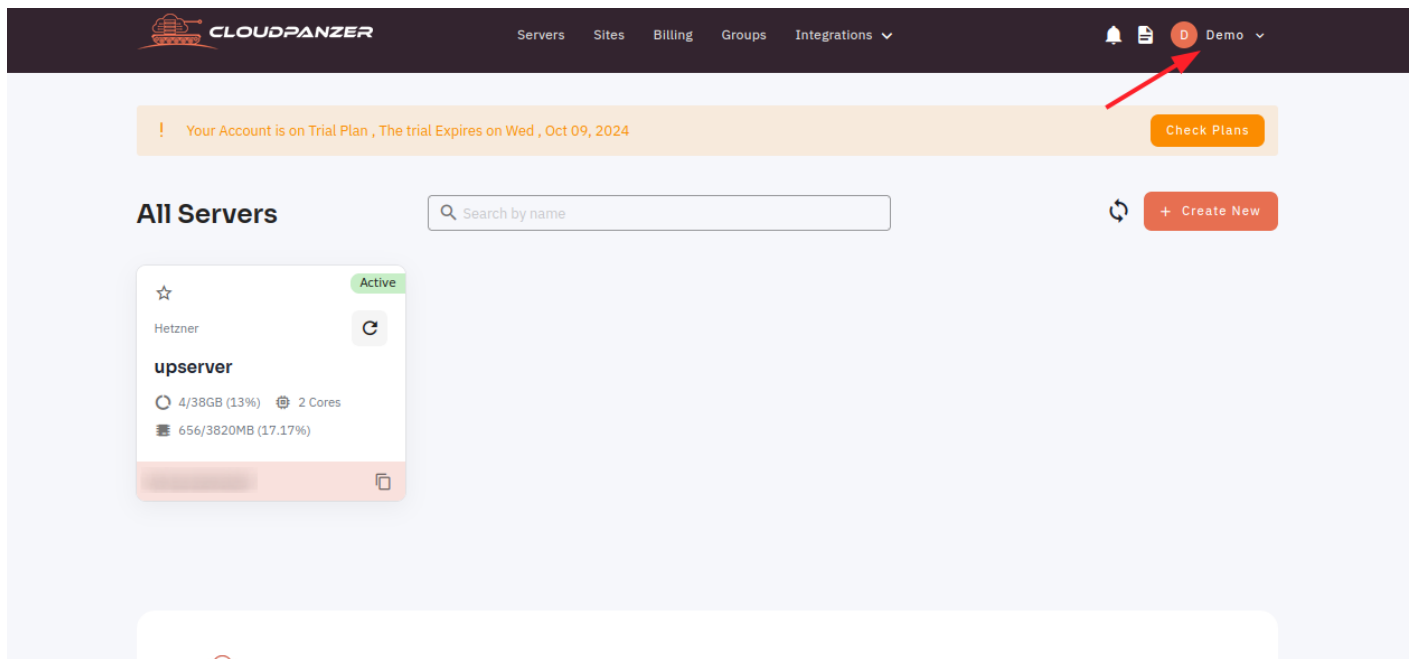 CLOUDPANZER
Servers Sites Billing Groups Integrations
D Demo
! Your Account is on Trial Plan , The trial Expires on Wed , Oct 09, 2024
Check Plans
All Servers
Search by name
+ Create New
Active
Hetzner
upserver
4/38GB (13%) 2 Cores
656/3820MB (17.17%)